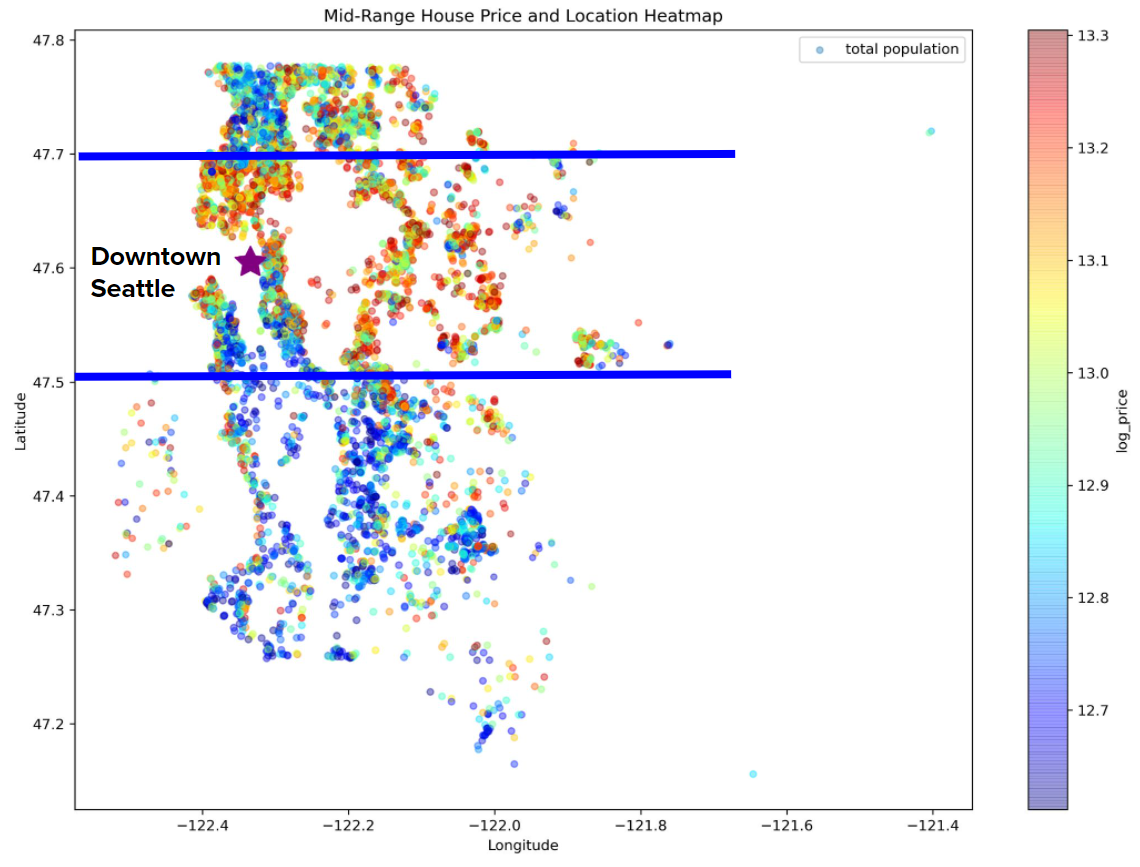 Mid-Range House Price and Location Heatmap
total population
47.8
47.7
47.6
47.5
47.4
47.3
47.2
Latitude
Downtown
Seattle
−122.4
−122.2
−122.0
−121.8
−121.6
−121.4
Longitude
13.3
13.2
13.1
13.0
12.9
12.8
12.7
log_price